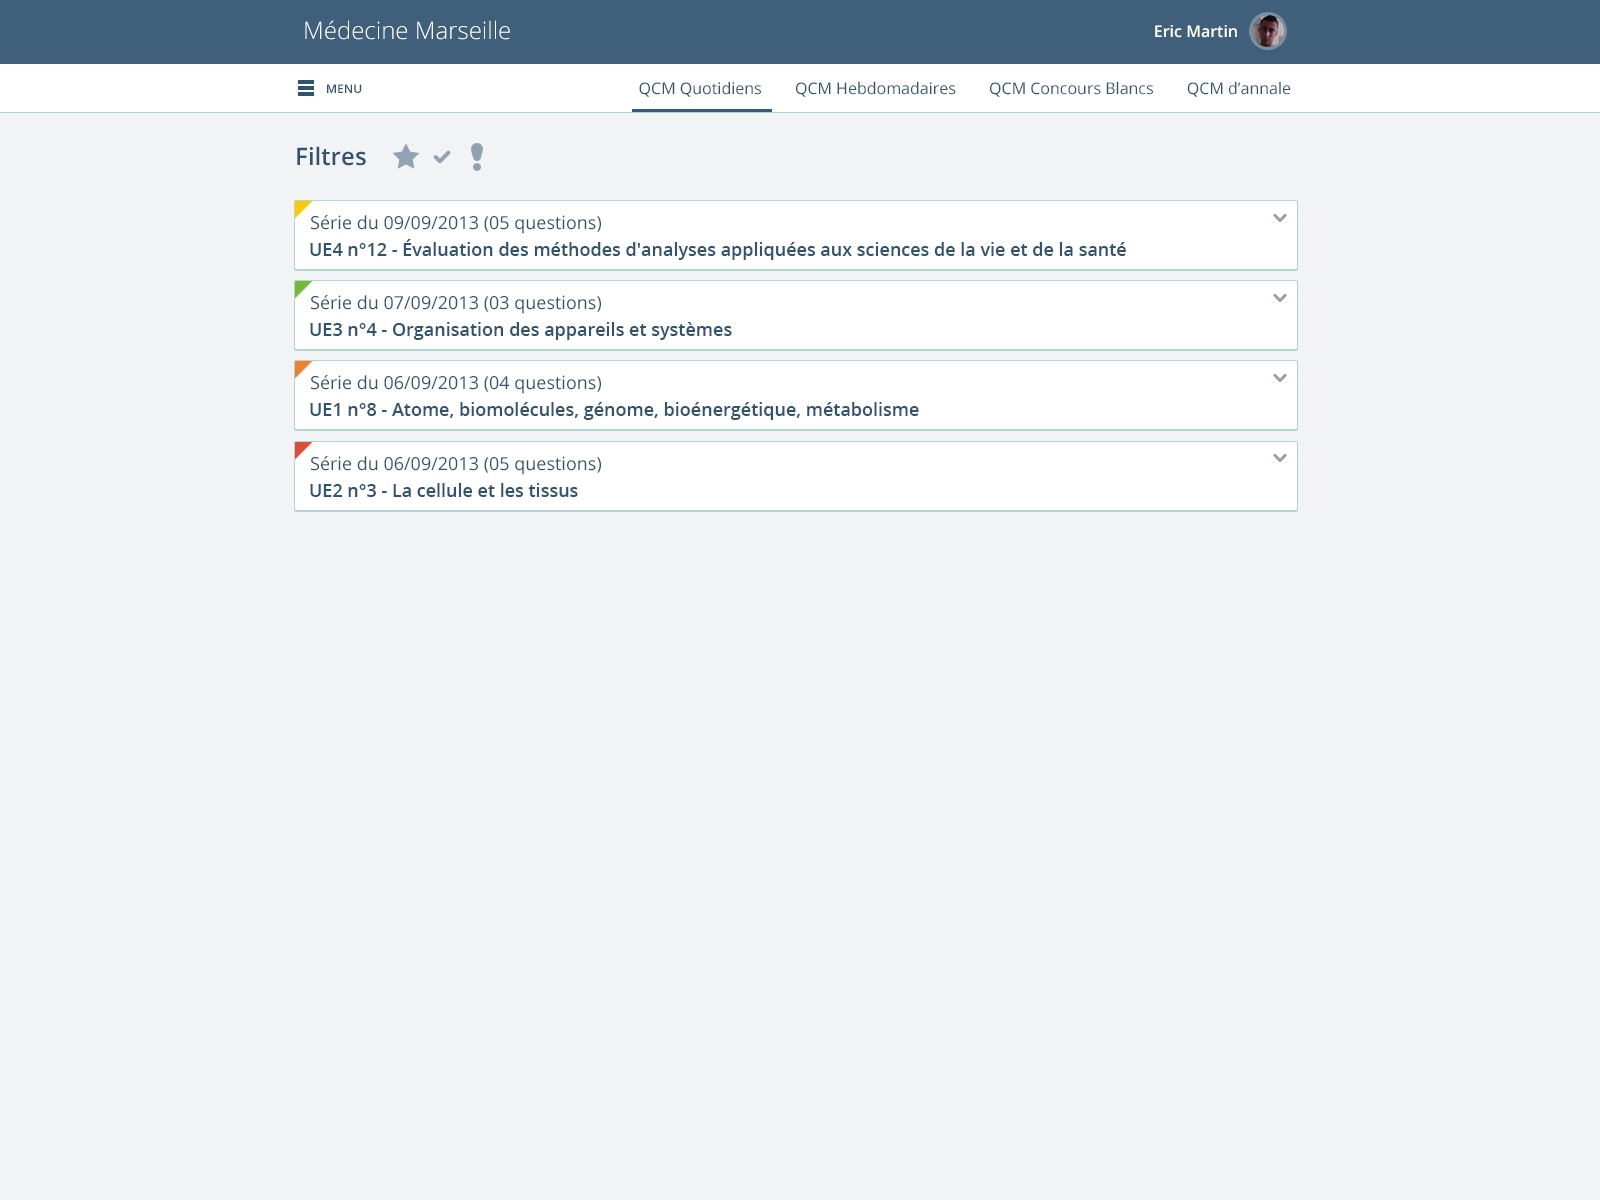 Médecine Marseille
Eric Martin
MENU
QCM Quotidiens
QCM Hebdomadaires
QCM Concours Blancs
QCM d’annale
Filtres
Série du 09/09/2013 (05 questions)
UE4 n°12 - Évaluation des méthodes d'analyses appliquées aux sciences de la vie et de la santé
Série du 07/09/2013 (03 questions)
UE3 n°4 - Organisation des appareils et systèmes
Série du 06/09/2013 (04 questions)
UE1 n°8 - Atome, biomolécules, génome, bioénergétique, métabolisme
Série du 06/09/2013 (05 questions)
UE2 n°3 - La cellule et les tissus